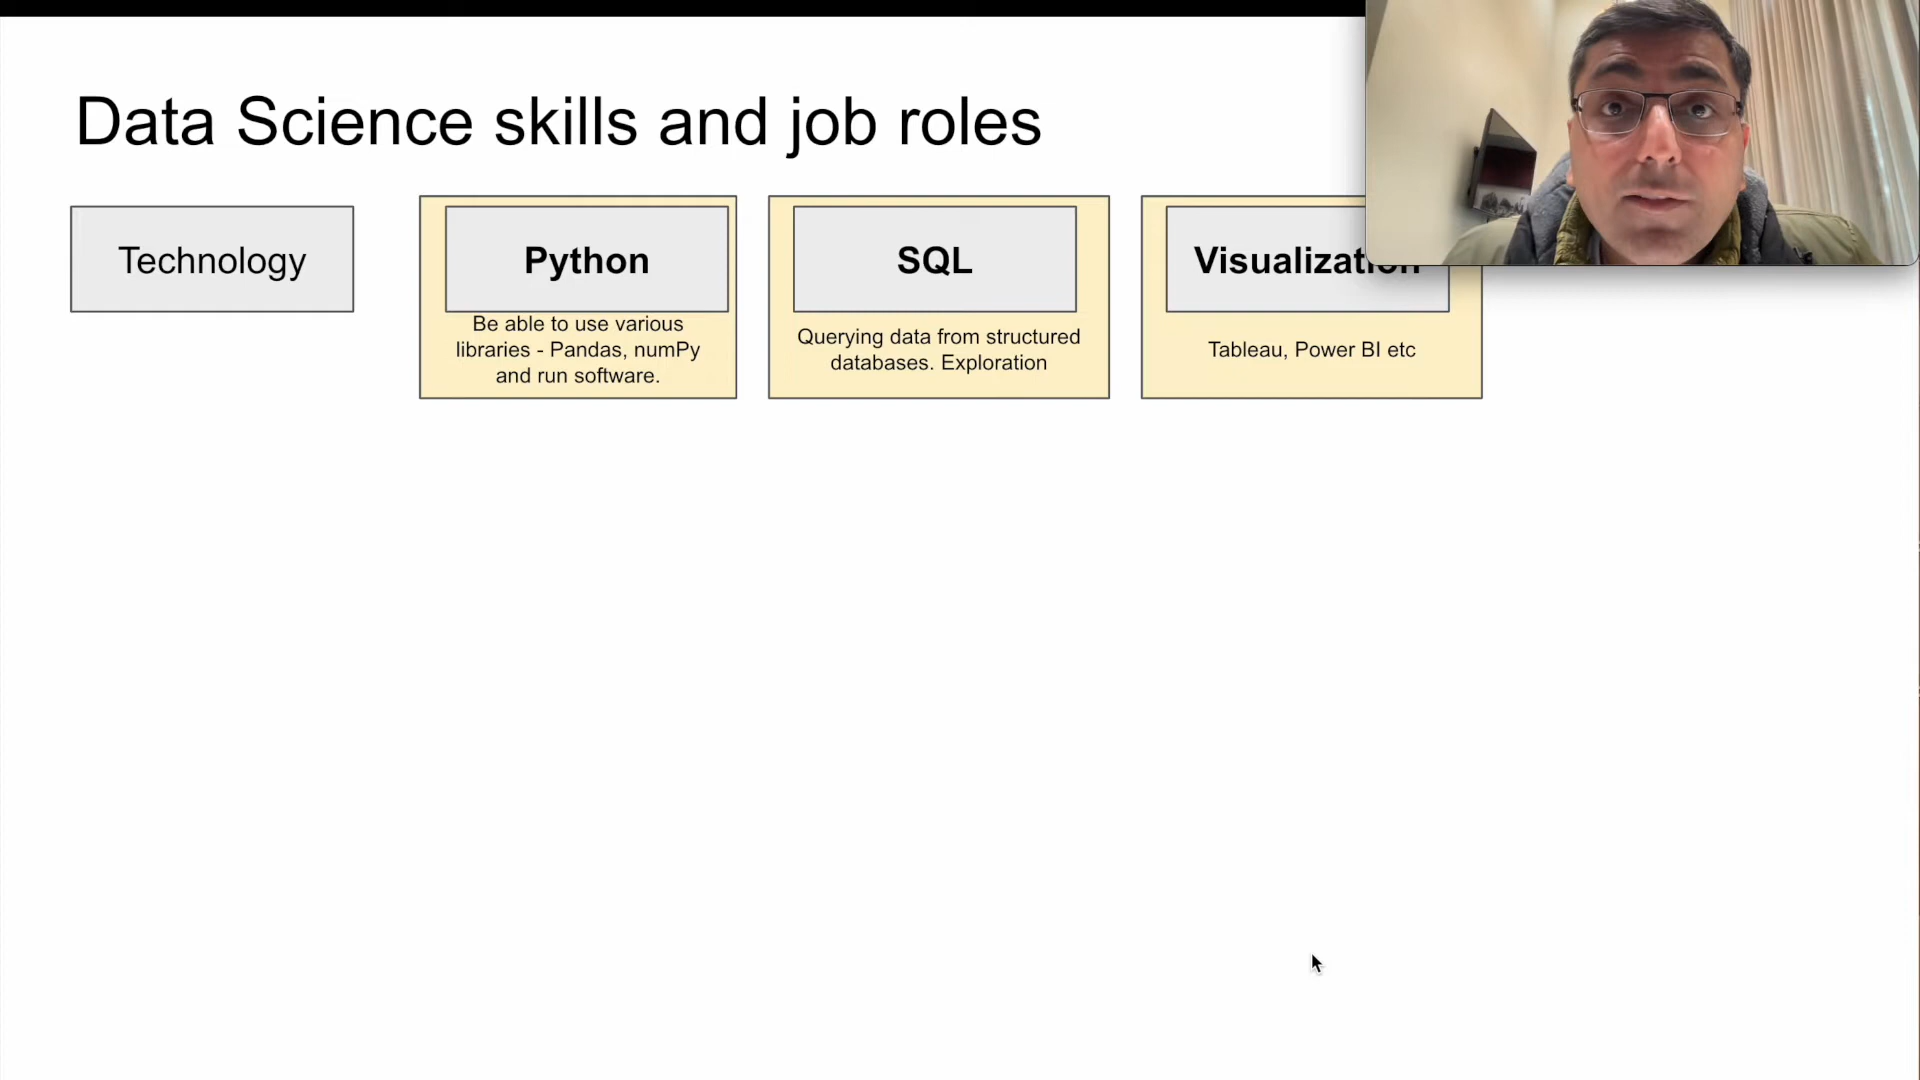 Data Science skills and job roles
Technology
Python
Be able to use various
libraries - Pandas, numPy
and run software.
SQL
Querying data from structured
databases. Exploration
Visualization
Tableau, Power BI etc